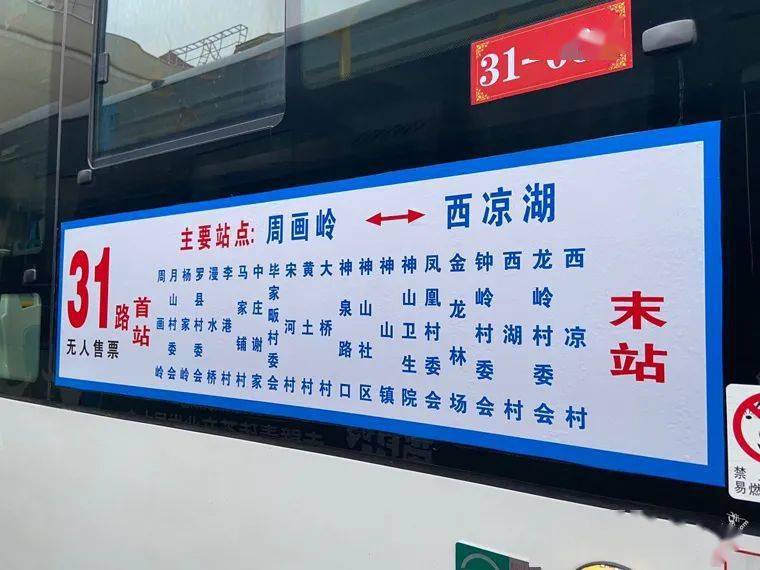 31-0
主要站点: 周画岭 ↔ 西凉湖
31路
无人售票
首站
周画岭
月山村委会
杨家岭
罗县村委会
漫水桥
李港村
马家铺村
中庄谢家
毕家畈村委会
宋河村
黄土村
大桥村
神泉路口
神山社区
神山镇
神山卫生院
凤凰村委会
金龙林场
钟岭村委会
西湖村
龙岭村委会
西凉村
末站
禁
易燃